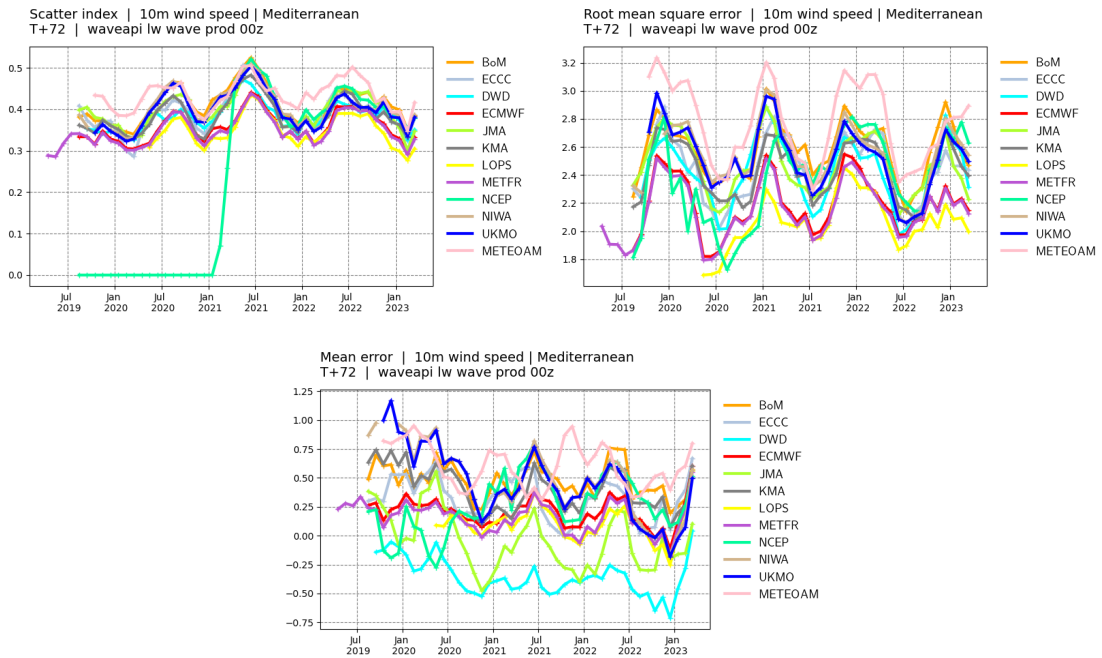 Scatter index | 10m wind speed | Mediterranean
T+72 | waveapi lw wave prod 00z
0.5
0.4
0.3
0.2
0.1
0.0
Jul 2019
Jan 2020
Jul 2020
Jan 2021
Jul 2021
Jan 2022
Jul 2022
Jan 2023
BoM
ECCC
DWD
ECMWF
JMA
KMA
LOPS
METFR
NCEP
NIWA
UKMO
METEOAM
Root mean square error | 10m wind speed | Mediterranean
T+72 | waveapi lw wave prod 00z
3.2
3.0
2.8
2.6
2.4
2.2
2.0
1.8
Jul 2019
Jan 2020
Jul 2020
Jan 2021
Jul 2021
Jan 2022
Jul 2022
Jan 2023
BoM
ECCC
DWD
ECMWF
JMA
KMA
LOPS
METFR
NCEP
NIWA
UKMO
METEOAM
Mean error | 10m wind speed | Mediterranean
T+72 | waveapi lw wave prod 00z
1.25
1.00
0.75
0.50
0.25
0.00
−0.25
−0.50
−0.75
Jul 2019
Jan 2020
Jul 2020
Jan 2021
Jul 2021
Jan 2022
Jul 2022
Jan 2023
BoM
ECCC
DWD
ECMWF
JMA
KMA
LOPS
METFR
NCEP
NIWA
UKMO
METEOAM